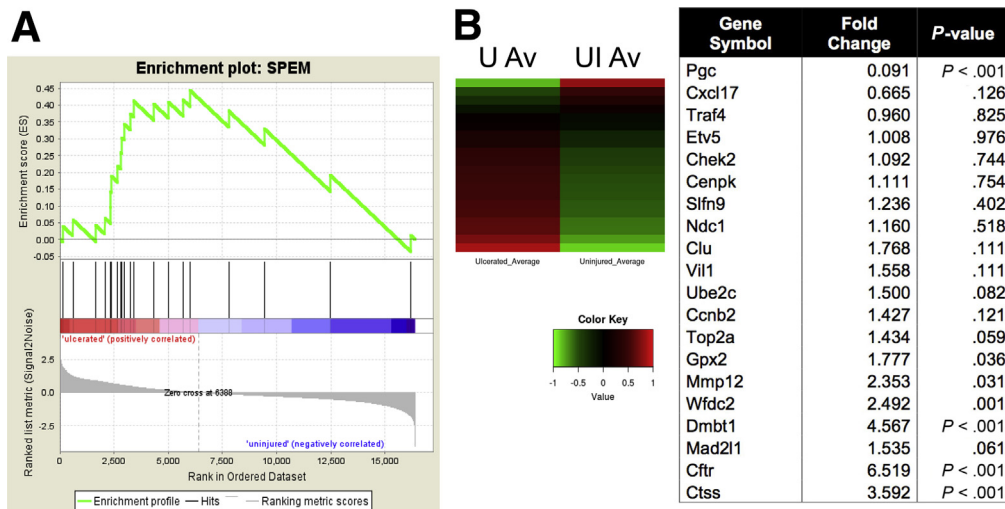 A
Enrichment plot: SPEM
Enrichment score (ES)
0.45
0.40
0.35
0.30
0.25
0.20
0.15
0.10
0.05
0.00
-0.05
'ulcerated' (positively correlated)
Ranked list metric (Signal2Noise)
2.5
0.0
-2.5
Zero cross at 6388
'uninjured' (negatively correlated)
0 2,500 5,000 7,500 10,000 12,500 15,000
Rank in Ordered Dataset
Enrichment profile Hits Ranking metric scores
B
U Av UI Av
Ulcerated_Average Uninjured_Average
Color Key
-1 -0.5 0 0.5 1
Value
Gene Symbol Fold Change P-value
Pgc 0.091 P < .001
Cxcl17 0.665 .126
Traf4 0.960 .825
Etv5 1.008 .976
Chek2 1.092 .744
Cenpk 1.111 .754
Slfn9 1.236 .402
Ndc1 1.160 .518
Clu 1.768 .111
Vil1 1.558 .111
Ube2c 1.500 .082
Ccnb2 1.427 .121
Top2a 1.434 .059
Gpx2 1.777 .036
Mmp12 2.353 .031
Wfdc2 2.492 .001
Dmbt1 4.567 P < .001
Mad2l1 1.535 .061
Cftr 6.519 P < .001
Ctss 3.592 P < .001